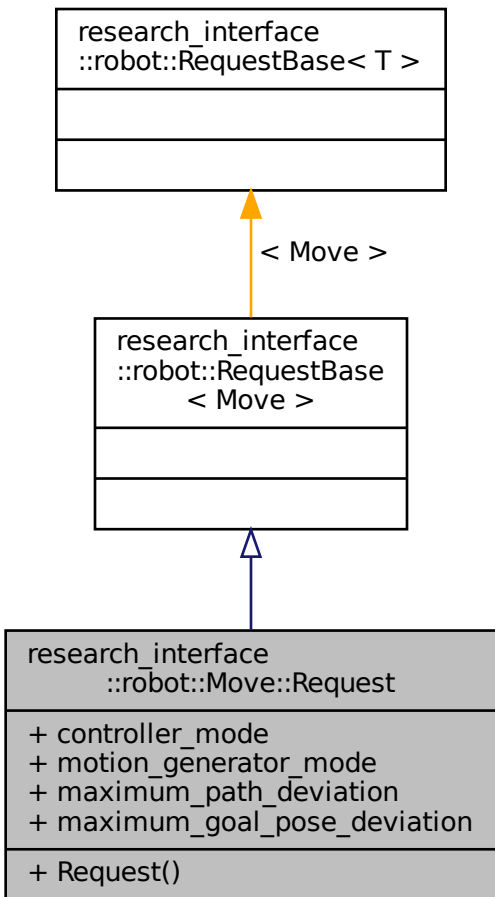 research_interface
::robot::RequestBase< T >
< Move >
research_interface
::robot::RequestBase
< Move >
research_interface
::robot::Move::Request
+ controller_mode
+ motion_generator_mode
+ maximum_path_deviation
+ maximum_goal_pose_deviation
+ Request()